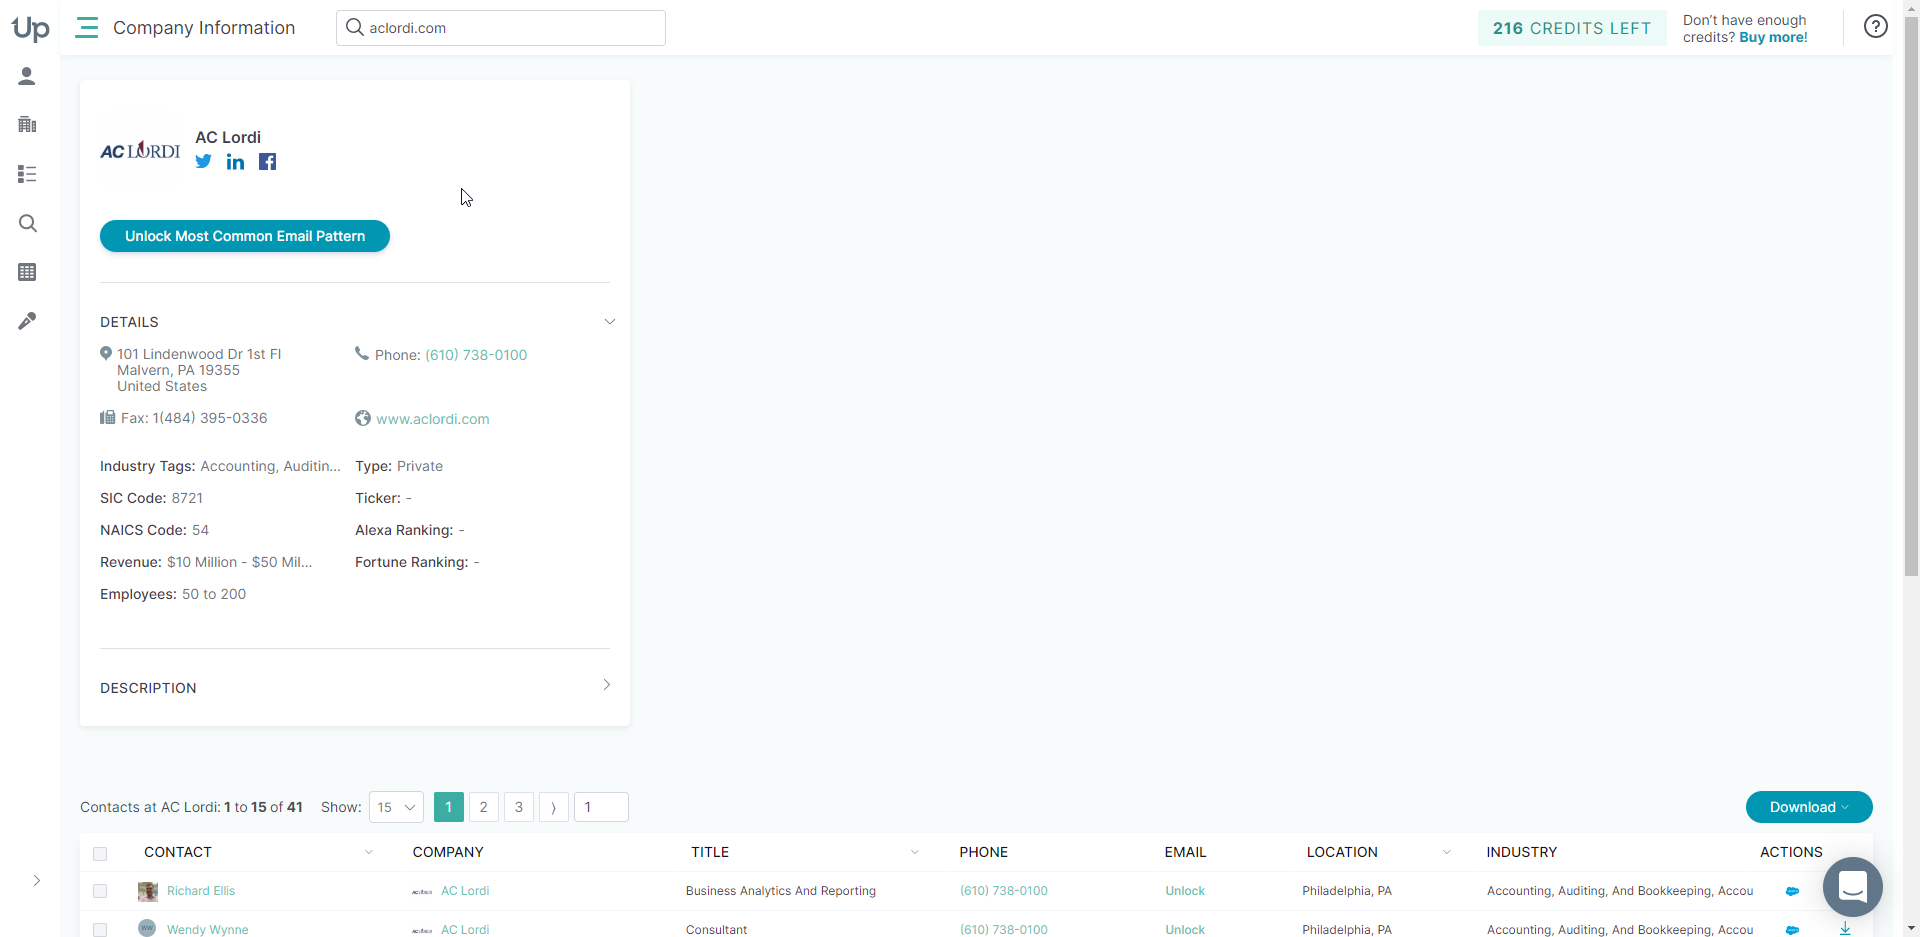 Up
Company Information
aclordi.com
216 CREDITS LEFT
Don't have enough
credits? Buy more!
AC LORDI
AC Lordi
Unlock Most Common Email Pattern
DETAILS
101 Lindenwood Dr 1st Fl
Malvern, PA 19355
United States
Phone: (610) 738-0100
Fax: 1(484) 395-0336
www.aclordi.com
Industry Tags: Accounting, Auditin...
Type: Private
SIC Code: 8721
Ticker: -
NAICS Code: 54
Alexa Ranking: -
Revenue: $10 Million - $50 Mil...
Fortune Ranking: -
Employees: 50 to 200
DESCRIPTION
Contacts at AC Lordi: 1 to 15 of 41 Show: 15 1 2 3 ⟩ 1
Download
CONTACT COMPANY TITLE PHONE EMAIL LOCATION INDUSTRY ACTIONS
Richard Ellis AC LORDI AC Lordi Business Analytics And Reporting (610) 738-0100 Unlock Philadelphia, PA Accounting, Auditing, And Bookkeeping, Accou
WW Wendy Wynne AC LORDI AC Lordi Consultant (610) 738-0100 Unlock Philadelphia, PA Accounting, Auditing, And Bookkeeping, Accou